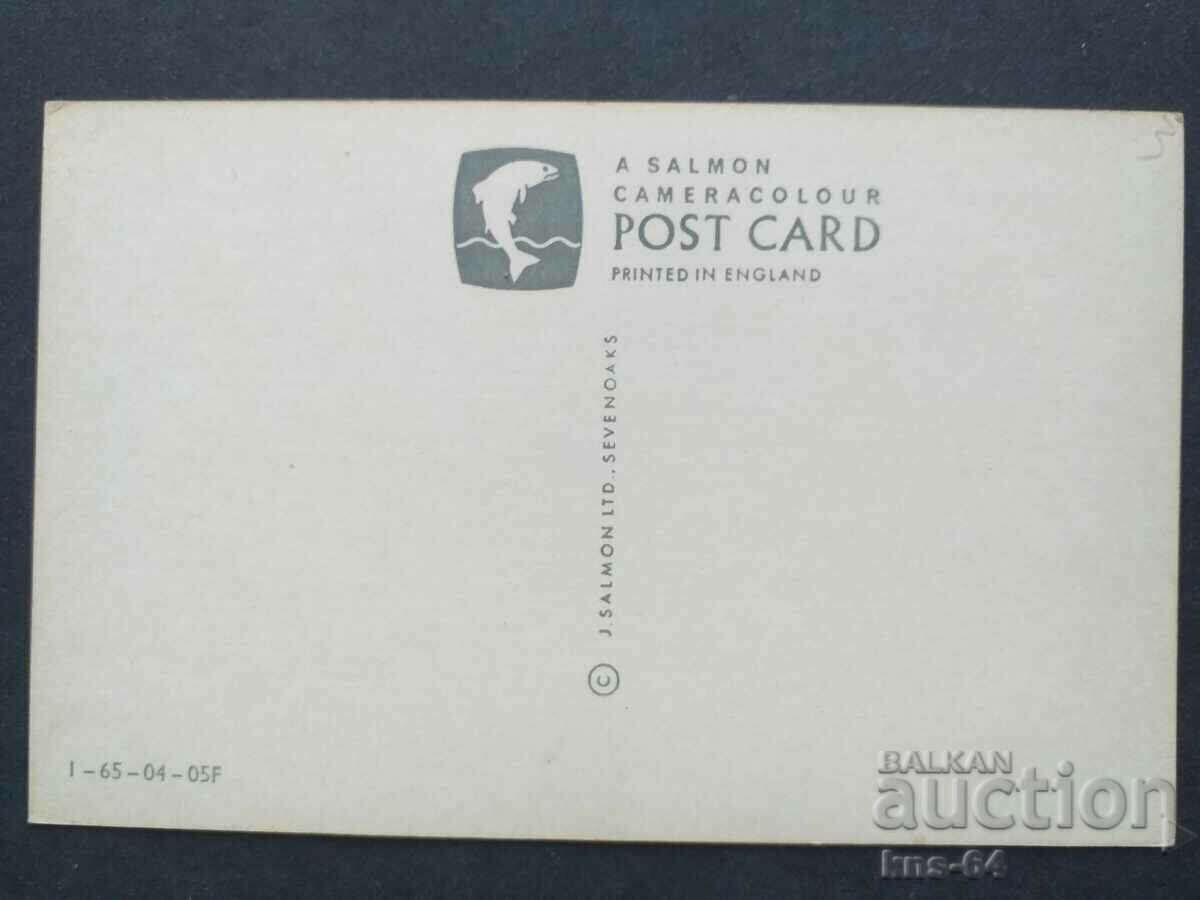 A SALMON
CAMERACOLOUR
POST CARD
PRINTED IN ENGLAND
© J. SALMON LTD., SEVENOAKS
1-65-04-05F
BALKAN
auction
kns-64